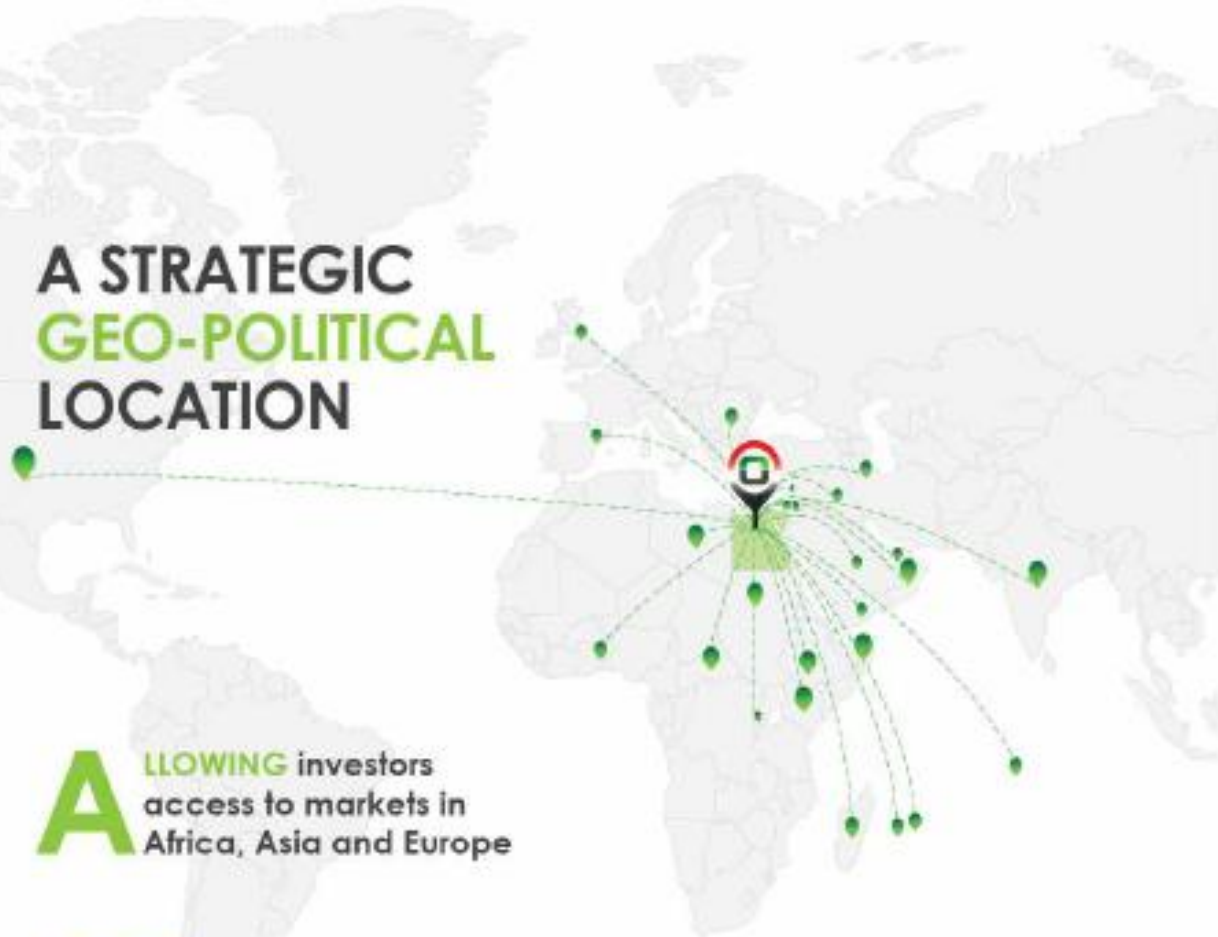 A STRATEGIC
GEO-POLITICAL
LOCATION
ALLOWING investors
access to markets in
Africa, Asia and Europe